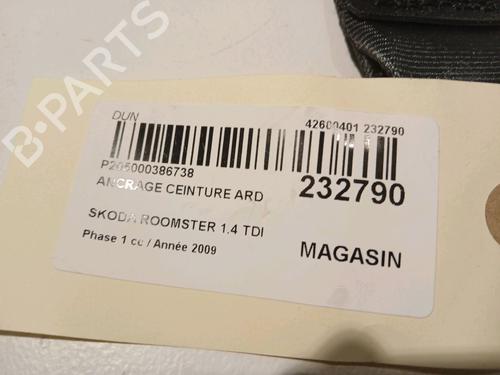 B-PARTS
DUN
42600401 232790
P205000386738
ANCRAGE CEINTURE ARD
232790
SKODA ROOMSTER 1.4 TDI
Phase 1 cc / Année 2009
MAGASIN